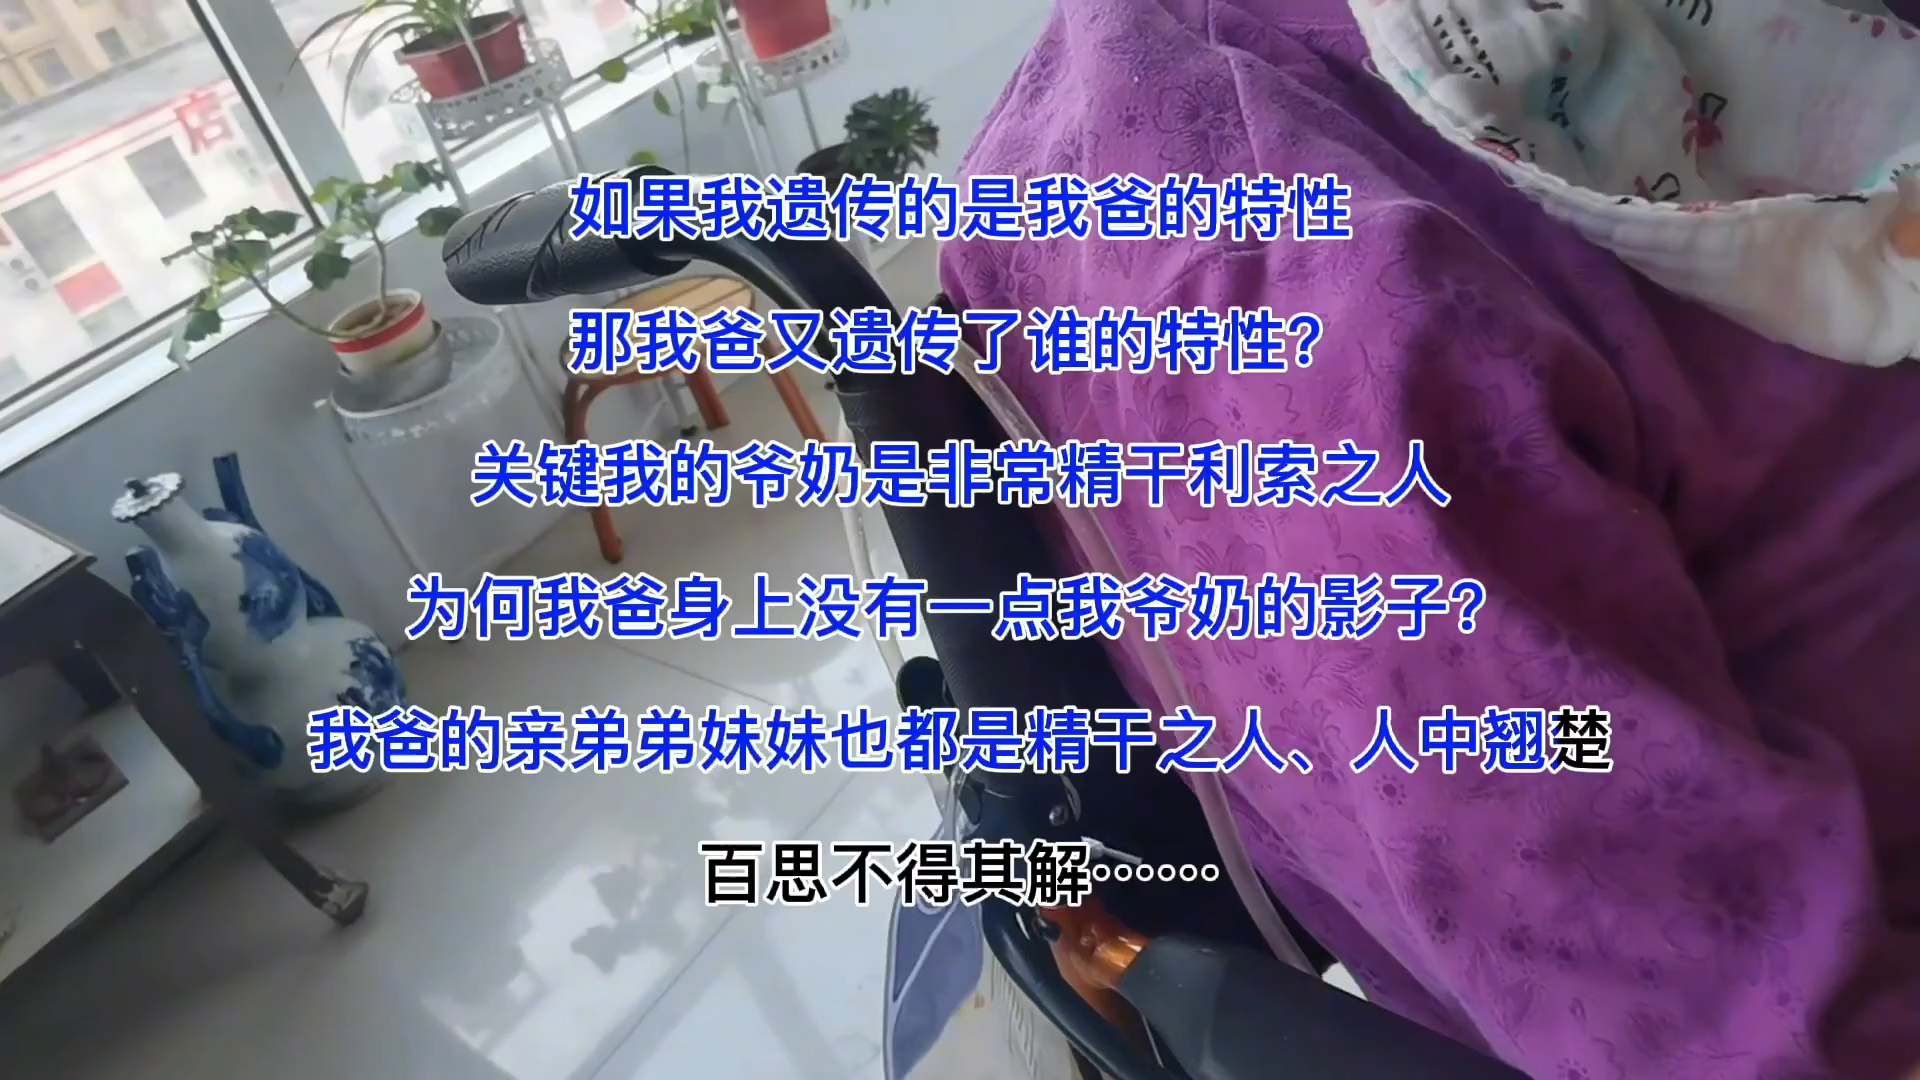 店
如果我遗传的是我爸的特性
那我爸又遗传了谁的特性?
关键我的爷奶是非常精干利索之人
为何我爸身上没有一点我爷奶的影子?
我爸的亲弟弟妹妹也都是精干之人、人中翘楚
百思不得其解……